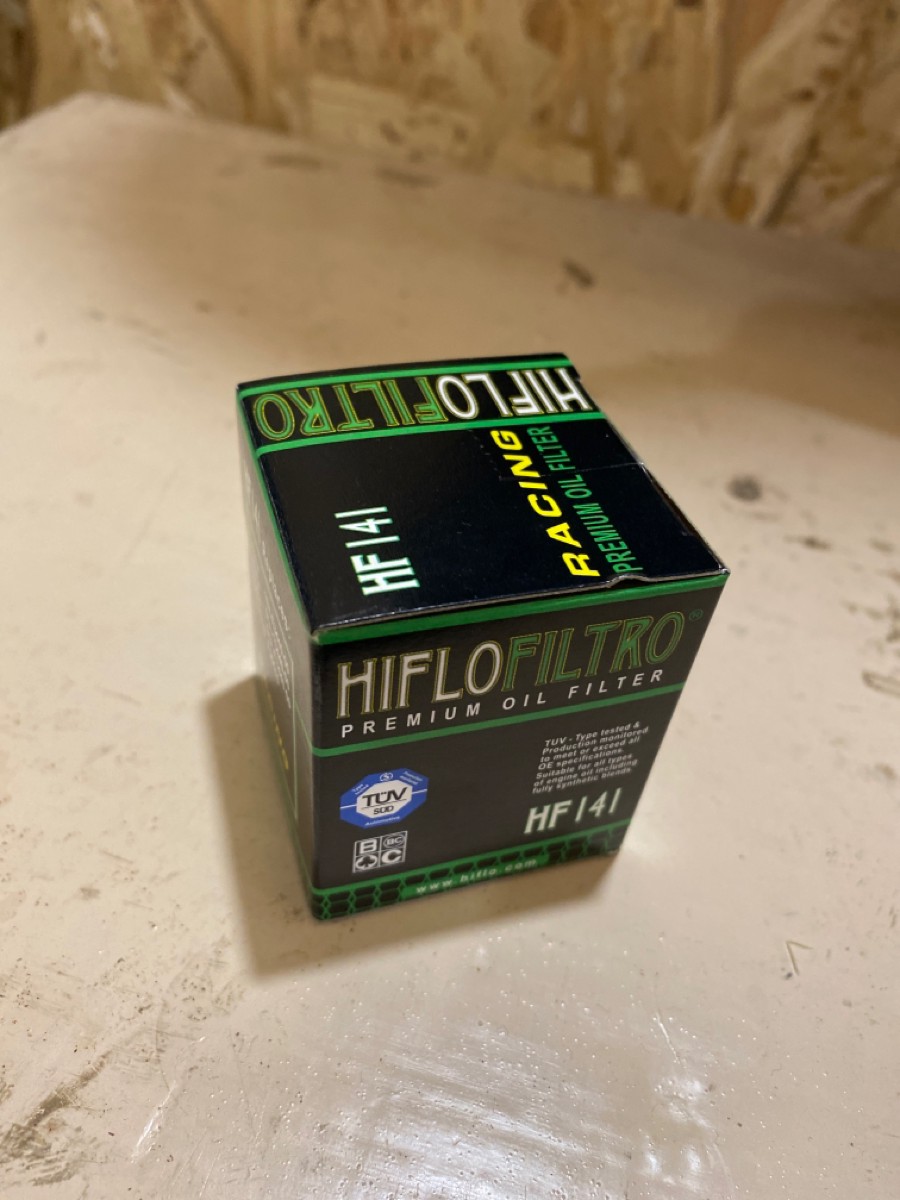 HIFLOFILTRO
RACING
PREMIUM OIL FILTER
HF141
HIFLOFILTRO
PREMIUM OIL FILTER
TUV - Type tested &
Production monitored
to meet or exceed all
OE specifications.
Suitable for all types
of engine oil including
fully synthetic blends.
TÜV
SÜD
Automotive
B
BC
C
HF141
www.hiflo.com